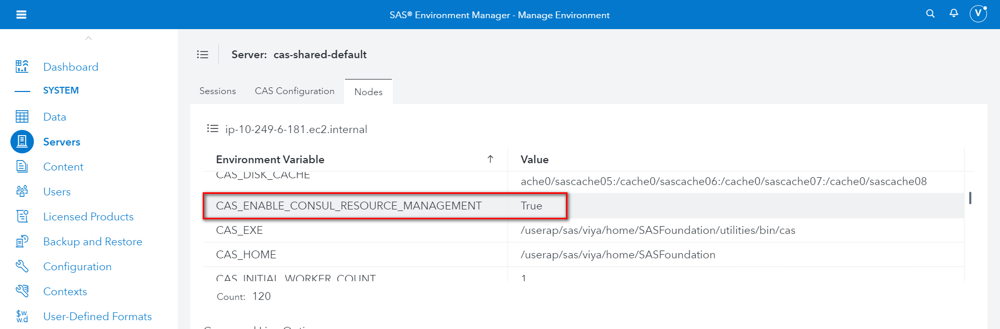 SAS® Environment Manager - Manage Environment
V
Dashboard
SYSTEM
Data
Servers
Content
Users
Licensed Products
Backup and Restore
Configuration
Contexts
$w. w.d User-Defined Formats
Server: cas-shared-default
Sessions CAS Configuration Nodes
ip-10-249-6-181.ec2.internal
Environment Variable Value
CAS_DISK_CACHE ache0/sascache05:/cache0/sascache06:/cache0/sascache07:/cache0/sascache08
CAS_ENABLE_CONSUL_RESOURCE_MANAGEMENT True
CAS_EXE /userap/sas/viya/home/SASFoundation/utilities/bin/cas
CAS_HOME /userap/sas/viya/home/SASFoundation
CAS_INITIAL_WORKER_COUNT 1
Count: 120